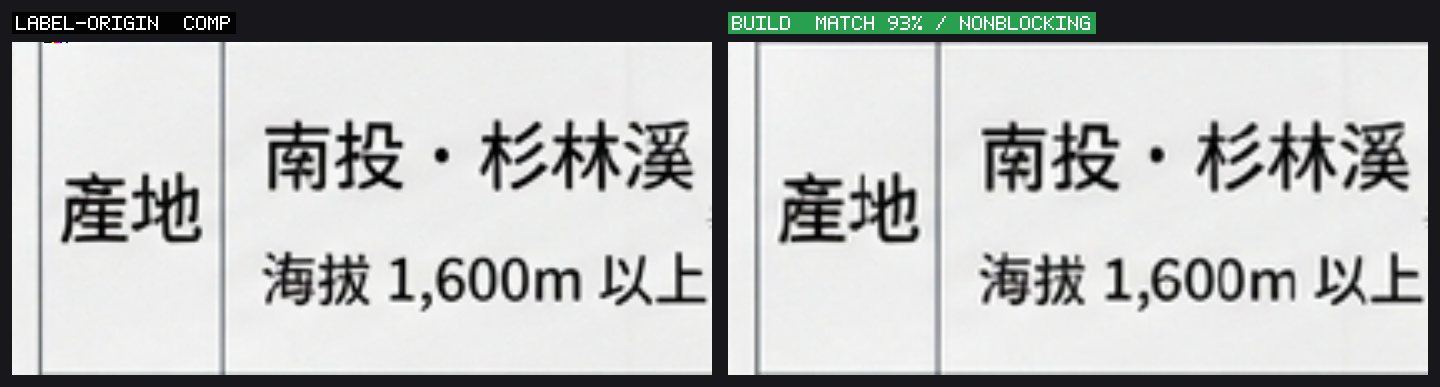 LABEL-ORIGIN COMP
BUILD MATCH 93% / NONBLOCKING
產地
南投・杉林溪
海拔 1,600m 以上
產地
南投・杉林溪
海拔 1,600m 以上